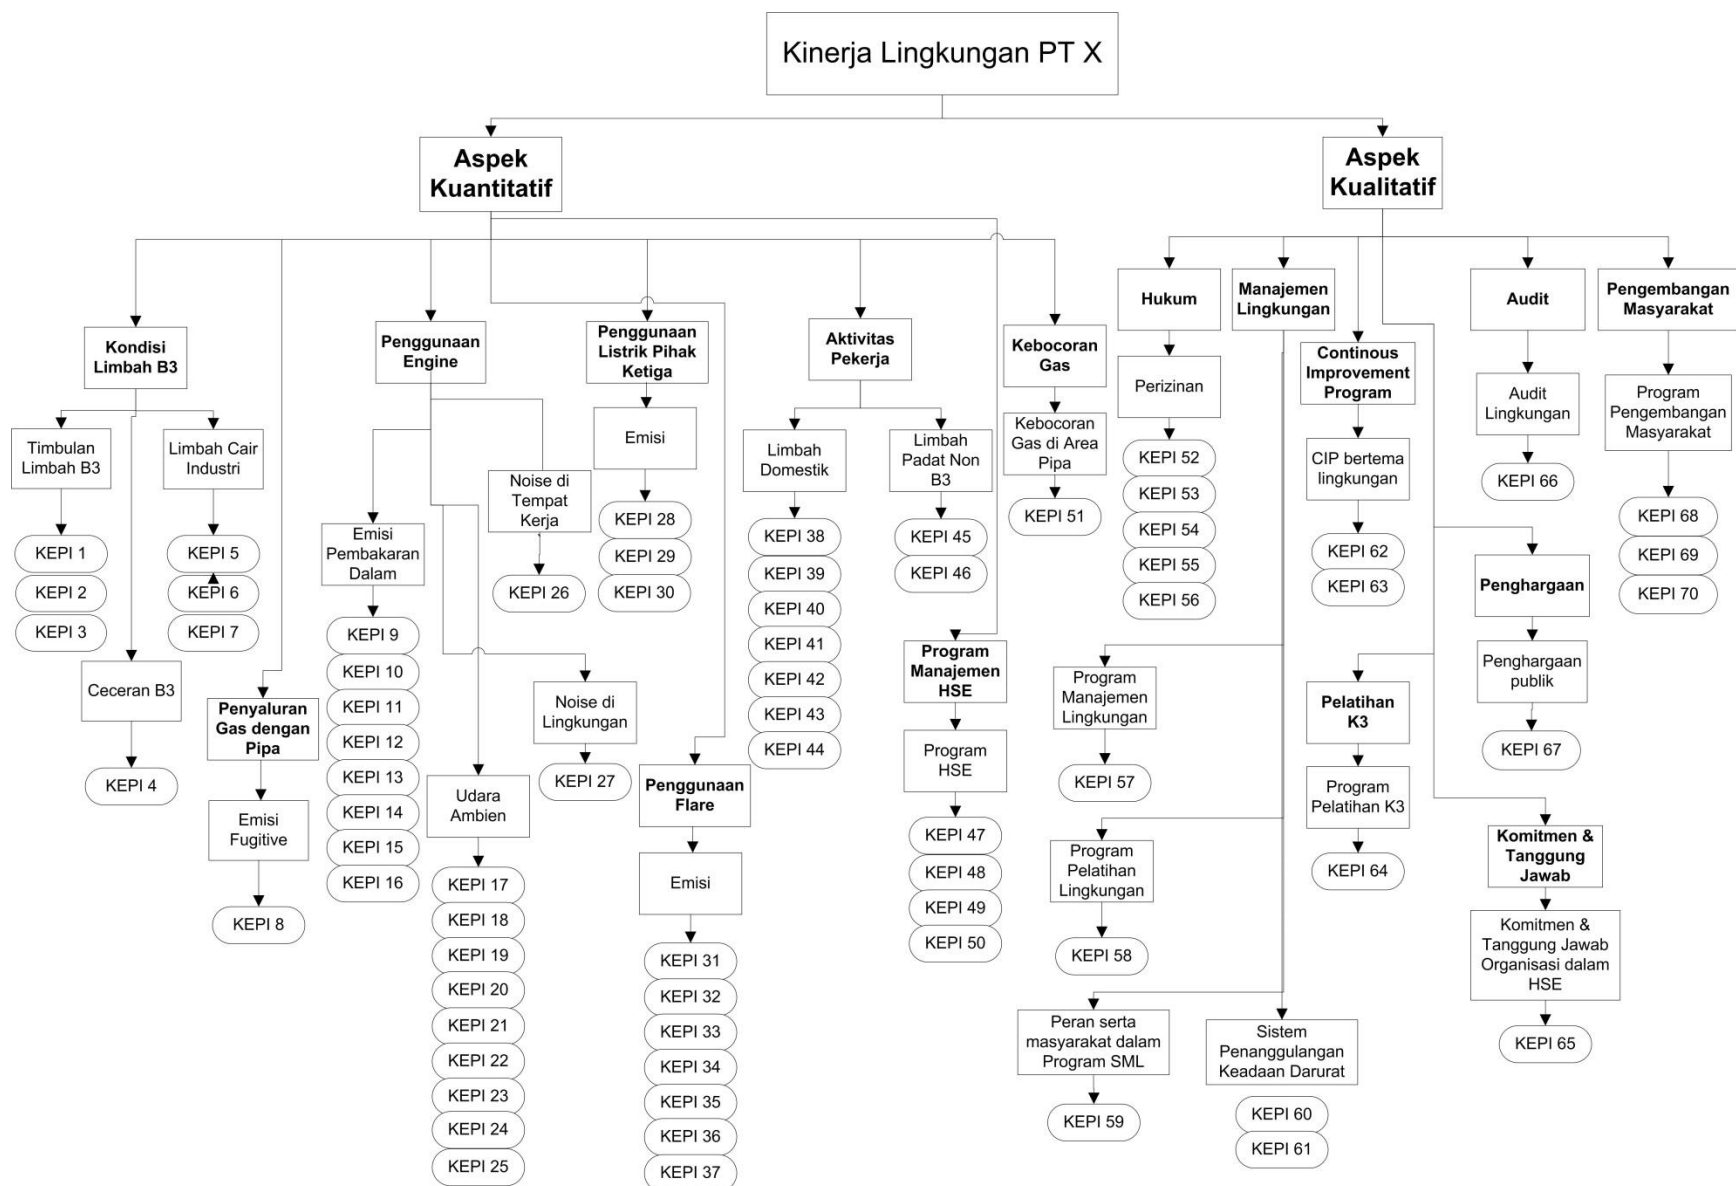 Kinerja Lingkungan PT X
Aspek
Kuantitatif
Aspek
Kualitatif
Kondisi
Limbah B3
Timbulan
Limbah B3
KEPI 1
KEPI 2
KEPI 3
Limbah Cair
Industri
KEPI 5
KEPI 6
KEPI 7
Ceceran B3
KEPI 4
Penyaluran
Gas dengan
Pipa
Emisi
Fugitive
KEPI 8
Penggunaan
Engine
Emisi
Pembakaran
Dalam
KEPI 9
KEPI 10
KEPI 11
KEPI 12
KEPI 13
KEPI 14
KEPI 15
KEPI 16
Udara
Ambien
KEPI 17
KEPI 18
KEPI 19
KEPI 20
KEPI 21
KEPI 22
KEPI 23
KEPI 24
KEPI 25
Noise di
Tempat
Kerja
KEPI 26
Noise di
Lingkungan
KEPI 27
Penggunaan
Listrik Pihak
Ketiga
Emisi
KEPI 28
KEPI 29
KEPI 30
Penggunaan
Flare
Emisi
KEPI 31
KEPI 32
KEPI 33
KEPI 34
KEPI 35
KEPI 36
KEPI 37
Aktivitas
Pekerja
Limbah
Domestik
KEPI 38
KEPI 39
KEPI 40
KEPI 41
KEPI 42
KEPI 43
KEPI 44
Limbah
Padat Non
B3
KEPI 45
KEPI 46
Program
Manajemen
HSE
Program
HSE
KEPI 47
KEPI 48
KEPI 49
KEPI 50
Kebocoran
Gas
Kebocoran
Gas di Area
Pipa
KEPI 51
Hukum
Perizinan
KEPI 52
KEPI 53
KEPI 54
KEPI 55
KEPI 56
Manajemen
Lingkungan
Program
Manajemen
Lingkungan
KEPI 57
Program
Pelatihan
Lingkungan
KEPI 58
Peran serta
masyarakat dalam
Program SML
KEPI 59
Sistem
Penanggulangan
Keadaan Darurat
KEPI 60
KEPI 61
Continous
Improvement
Program
CIP bertema
lingkungan
KEPI 62
KEPI 63
Pelatihan
K3
Program
Pelatihan K3
KEPI 64
Audit
Audit
Lingkungan
KEPI 66
Penghargaan
Penghargaan
publik
KEPI 67
Komitmen &
Tanggung
Jawab
Komitmen &
Tanggung Jawab
Organisasi dalam
HSE
KEPI 65
Pengembangan
Masyarakat
Program
Pengembangan
Masyarakat
KEPI 68
KEPI 69
KEPI 70